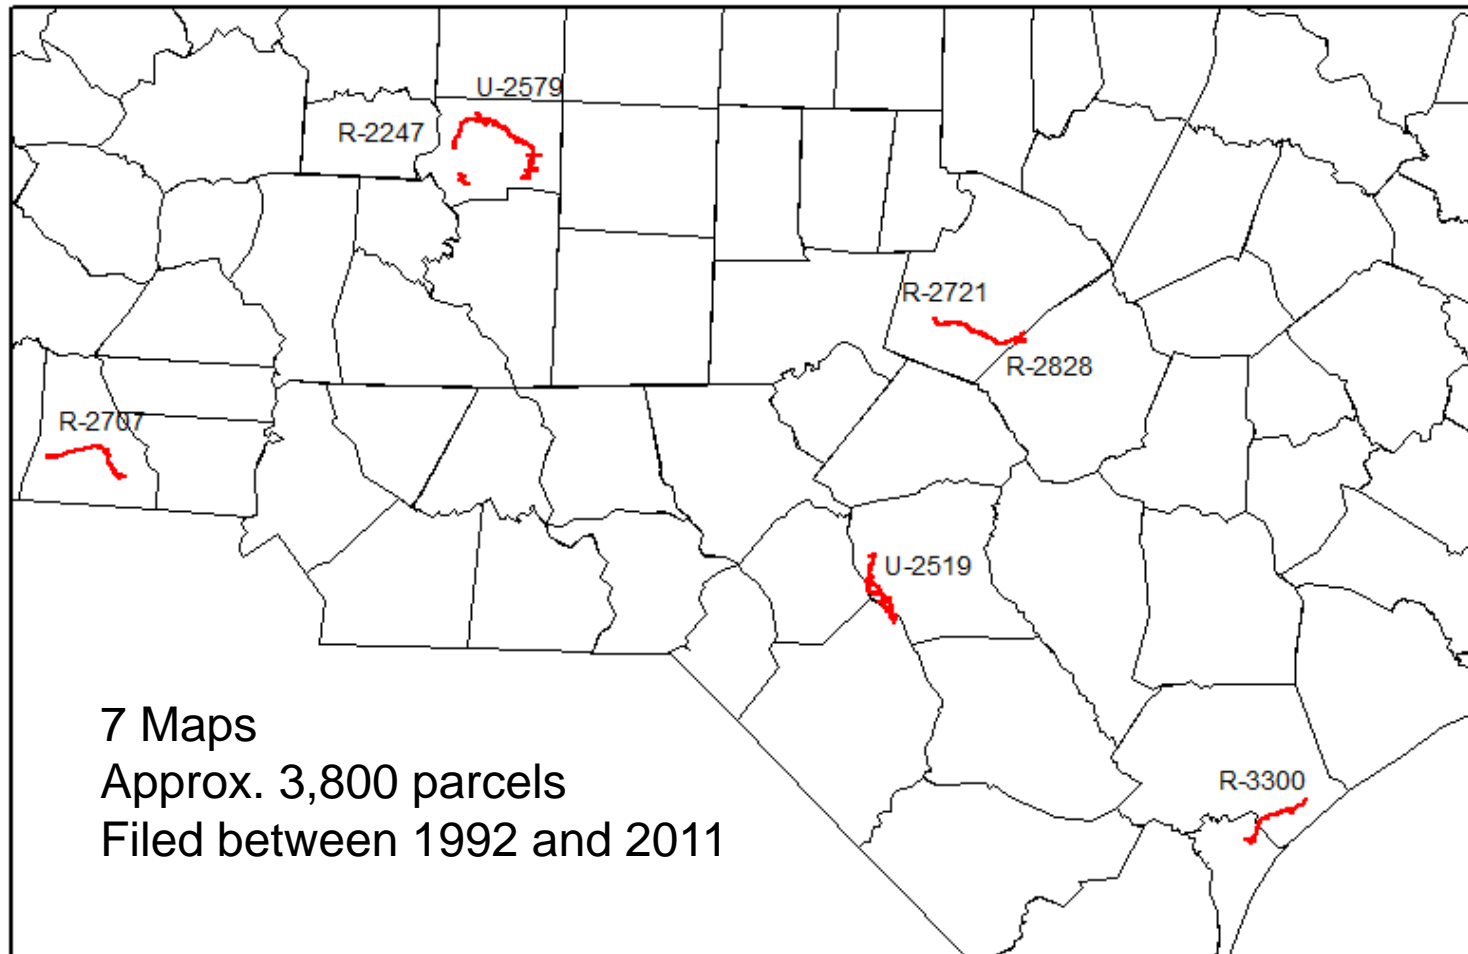 U-2579
R-2247
R-2721
R-2828
R-2707
U-2519
R-3300
7 Maps
Approx. 3,800 parcels
Filed between 1992 and 2011